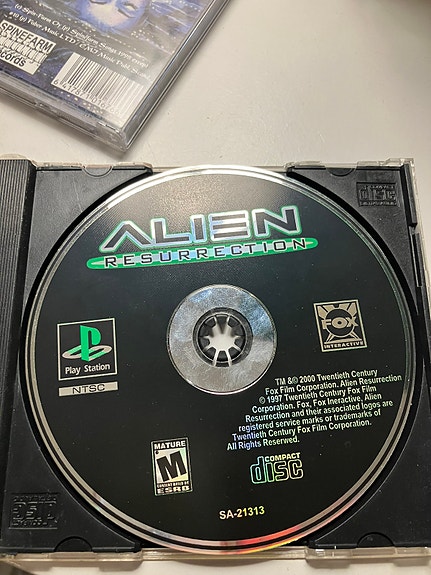 SPINEFARM
ALIEN
RESURRECTION
PlayStation
NTSC
FOX
INTERACTIVE
TM &© 2000 Twentieth Century
Fox Film Corporation. Alien Resurrection
© 1997 Twentieth Century Fox Film
Corporation. Fox, Fox Ineractive, Alien
Resurrection and their associated logos are
registered service marks or trademarks of
Twentieth Century Fox Film Corporation.
All Rights Reserved.
MATURE
M
ESRB
COMPACT
disc
SA-21313